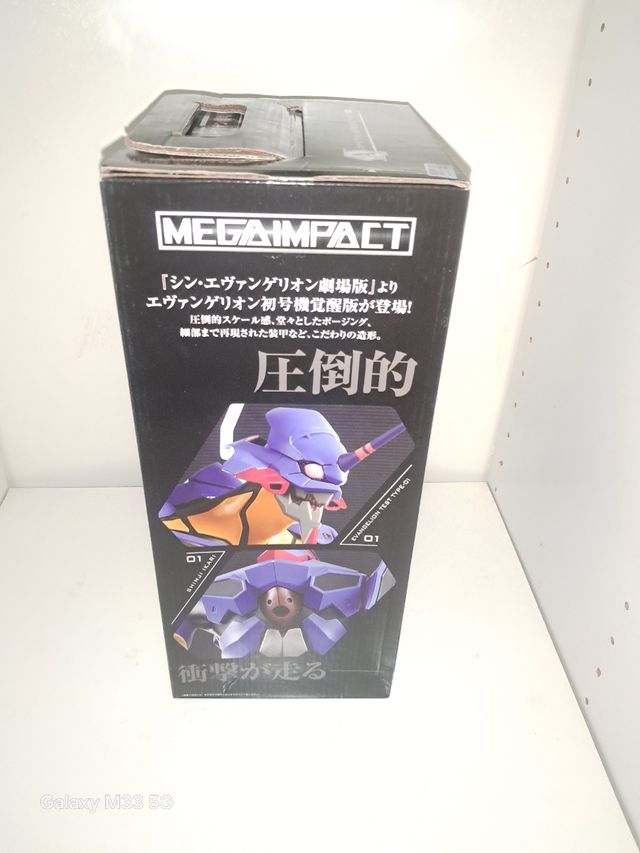 MEGAIMPACT
『シン・エヴァンゲリオン劇場版』より
エヴァンゲリオン初号機覚醒版が登場!
圧倒的スケール感、堂々としたポージング、
細部まで再現された装甲など、こだわりの造形。
圧倒的
EVANGELION TEST TYPE-01
01
01
SHINJI IKARI
衝撃が走る
Galaxy M33 5G